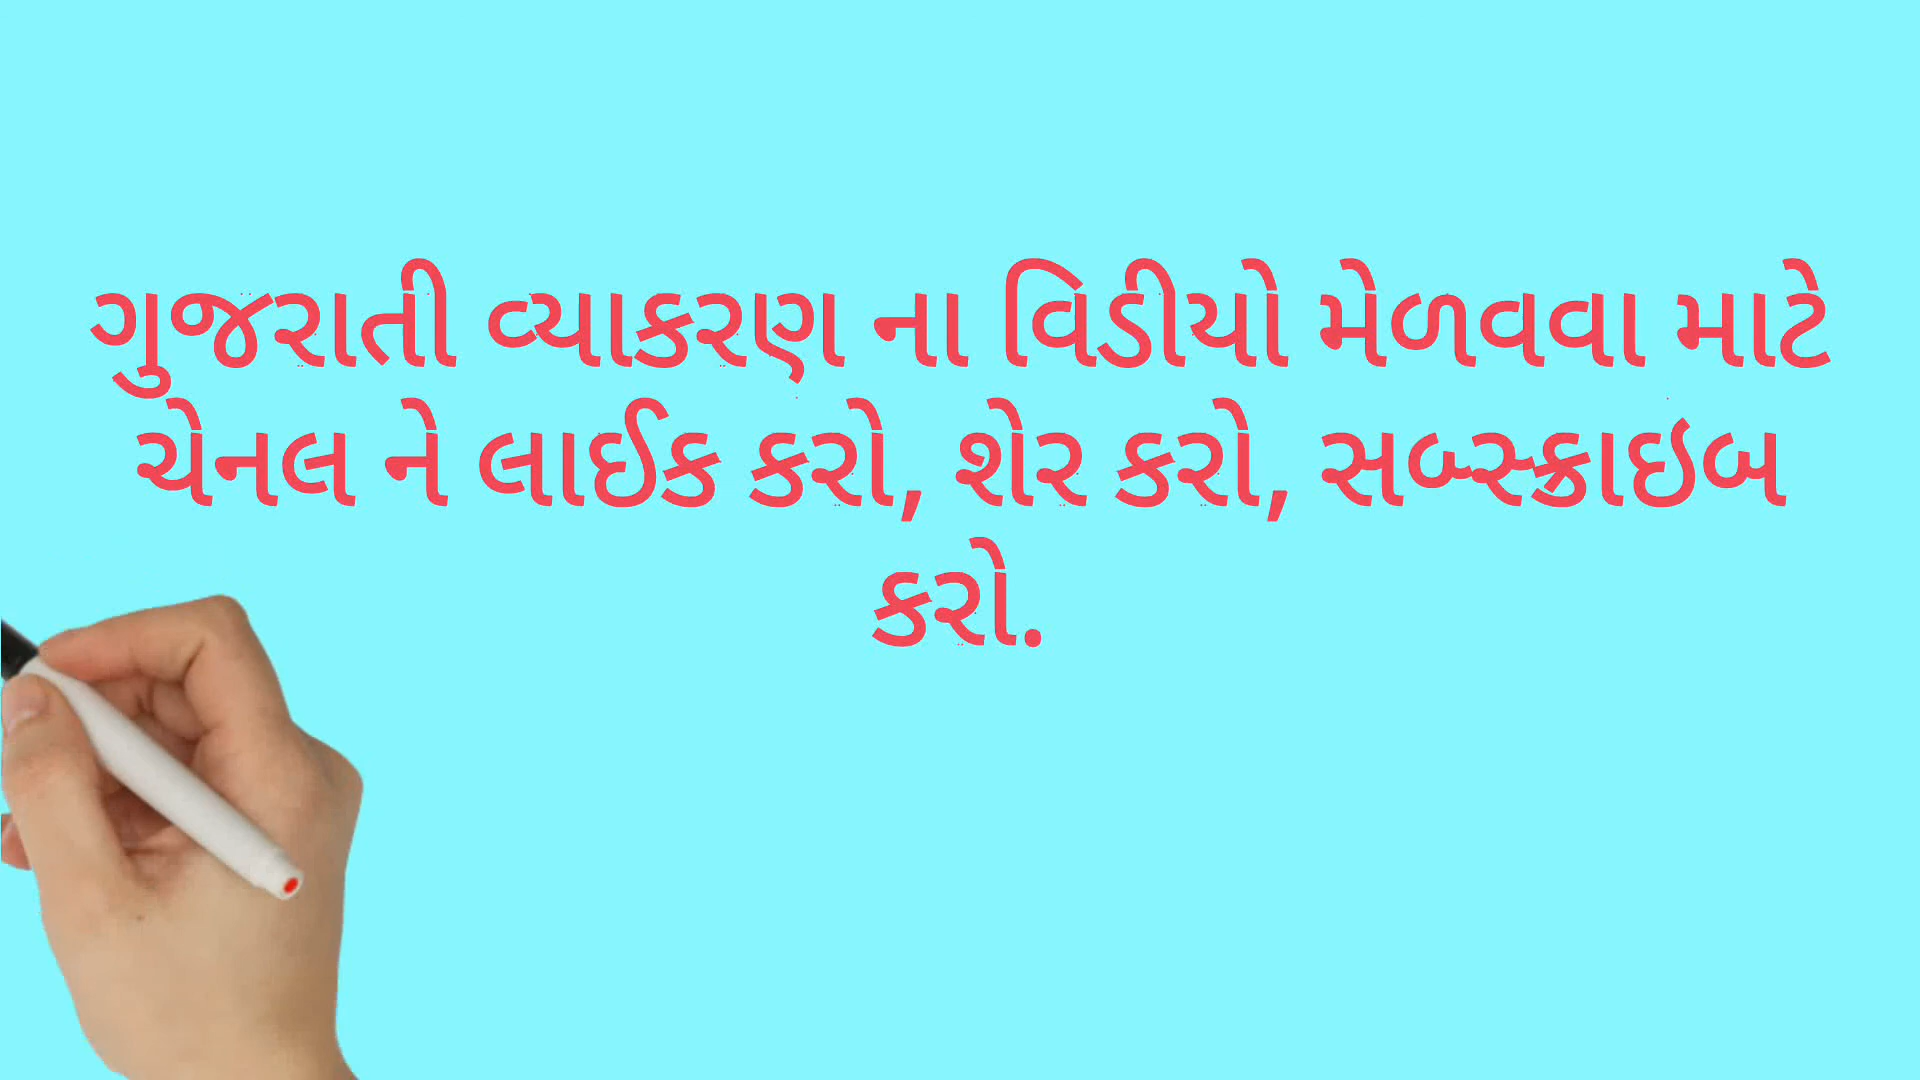 ગુજરાતી વ્યાકરણ ના વિડીયો મેળવવા માટે
ચેનલ ને લાઈક કરો, શેર કરો, સબ્સ્ક્રાઇબ
કરો.